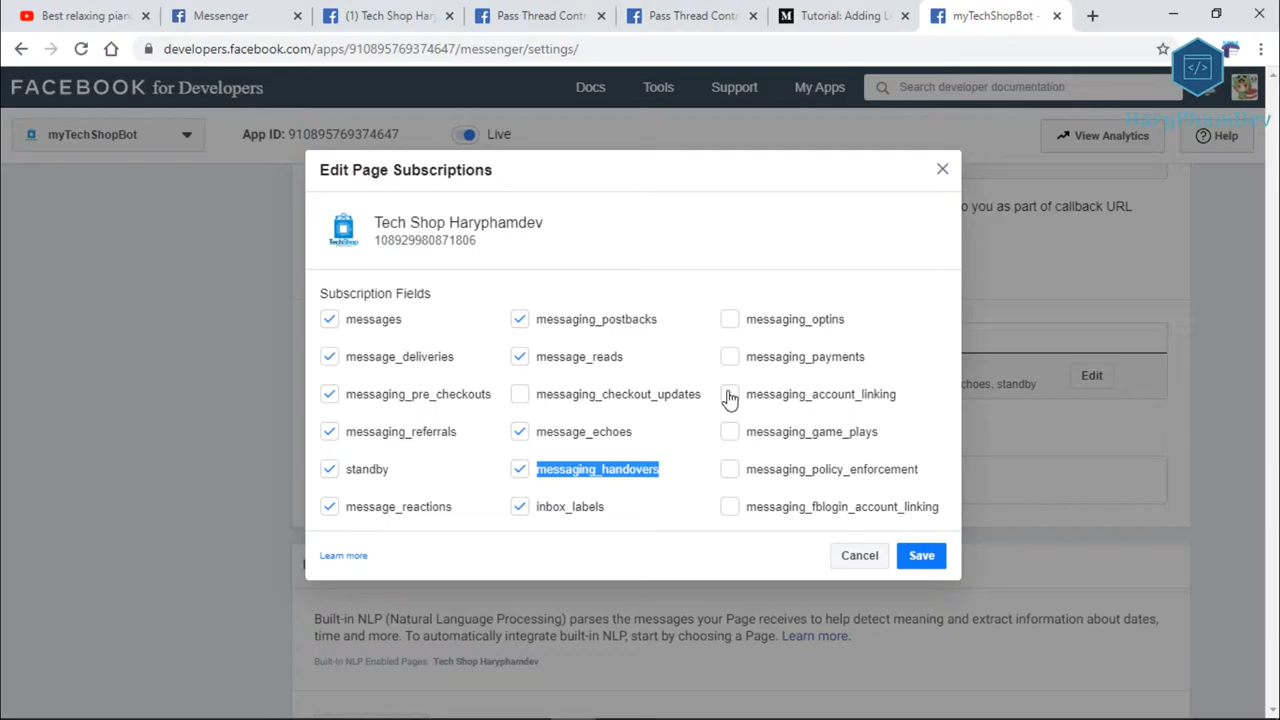 Best relaxing pian
Messenger
(1) Tech Shop Har
Pass Thread Contr
Pass Thread Contr
Tutorial: Adding L
myTechShopBot -
developers.facebook.com/apps/910895769374647/messenger/settings/
FACEBOOK for Developers
Docs
Tools
Support
My Apps
Search developer documentation
HaryPhamDev
myTechShopBot
App ID: 910895769374647
Live
View Analytics
Help
Edit Page Subscriptions
o you as part of callback URL
Tech Shop Haryphamdev
108929980871806
TechShop
Subscription Fields
messages
messaging_postbacks
messaging_optins
message_deliveries
message_reads
messaging_payments
messaging_pre_checkouts
messaging_checkout_updates
messaging_account_linking
choes, standby
Edit
messaging_referrals
message_echoes
messaging_game_plays
standby
messaging_handovers
messaging_policy_enforcement
message_reactions
inbox_labels
messaging_fblogin_account_linking
Learn more
Cancel
Save
Built-in NLP (Natural Language Processing) parses the messages your Page receives to help detect meaning and extract information about dates,
time and more. To automatically integrate built-in NLP, start by choosing a Page. Learn more.
Built-In NLP Enabled Pages: Tech Shop Haryphamdev